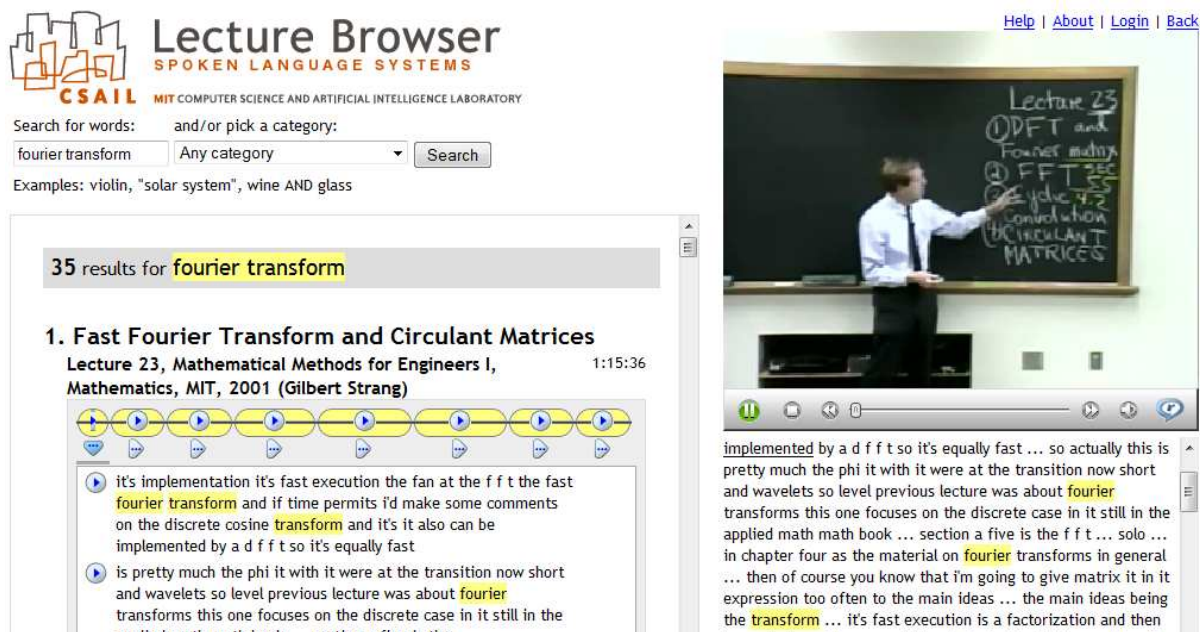 Help | About | Login | Back
Lecture Browser
SPOKEN LANGUAGE SYSTEMS
CSAIL
MIT COMPUTER SCIENCE AND ARTIFICIAL INTELLIGENCE LABORATORY
Search for words:
and/or pick a category:
fourier transform
Any category
Search
Examples: violin, "solar system", wine AND glass
35 results for fourier transform
1. Fast Fourier Transform and Circulant Matrices
Lecture 23, Mathematical Methods for Engineers I,
1:15:36
Mathematics, MIT, 2001 (Gilbert Strang)
it's implementation it's fast execution the fan at the f f t the fast
fourier transform and if time permits i'd make some comments
on the discrete cosine transform and it's it also can be
implemented by a d f f t so it's equally fast
is pretty much the phi it with it were at the transition now short
and wavelets so level previous lecture was about fourier
transforms this one focuses on the discrete case in it still in the
Lecture 23
① DFT and
Fourier matrix
② FFT SEC
③ Cyclic 4.2
Convolution
④ CIRCULANT
MATRICES
implemented by a d f f t so it's equally fast ... so actually this is
pretty much the phi it with it were at the transition now short
and wavelets so level previous lecture was about fourier
transforms this one focuses on the discrete case in it still in the
applied math math book ... section a five is the f f t ... solo ...
in chapter four as the material on fourier transforms in general
... then of course you know that i'm going to give matrix it in it
expression too often to the main ideas ... the main ideas being
the transform ... it's fast execution is a factorization and then